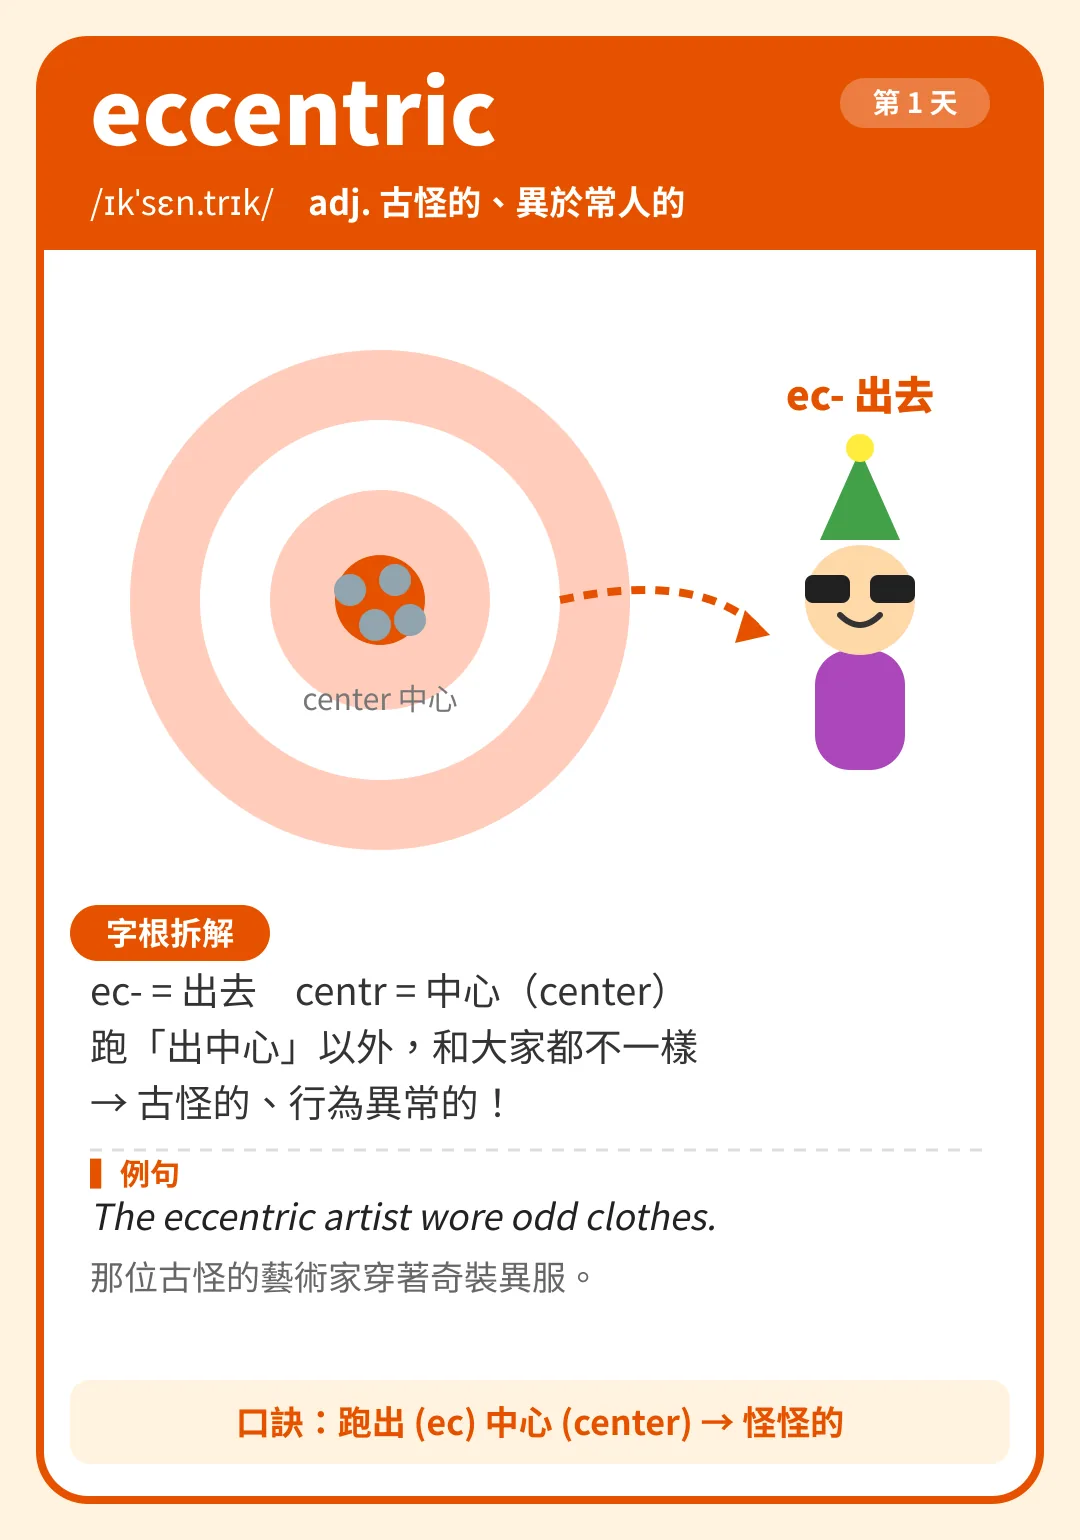 eccentric
第 1 天
/ɪkˈsɛn.trɪk/ adj. 古怪的、異於常人的
ec- 出去
center 中心
字根拆解
ec- = 出去 centr = 中心（center）
跑「出中心」以外，和大家都不一樣
→ 古怪的、行為異常的！
例句
The eccentric artist wore odd clothes.
那位古怪的藝術家穿著奇裝異服。
口訣：跑出 (ec) 中心 (center) → 怪怪的